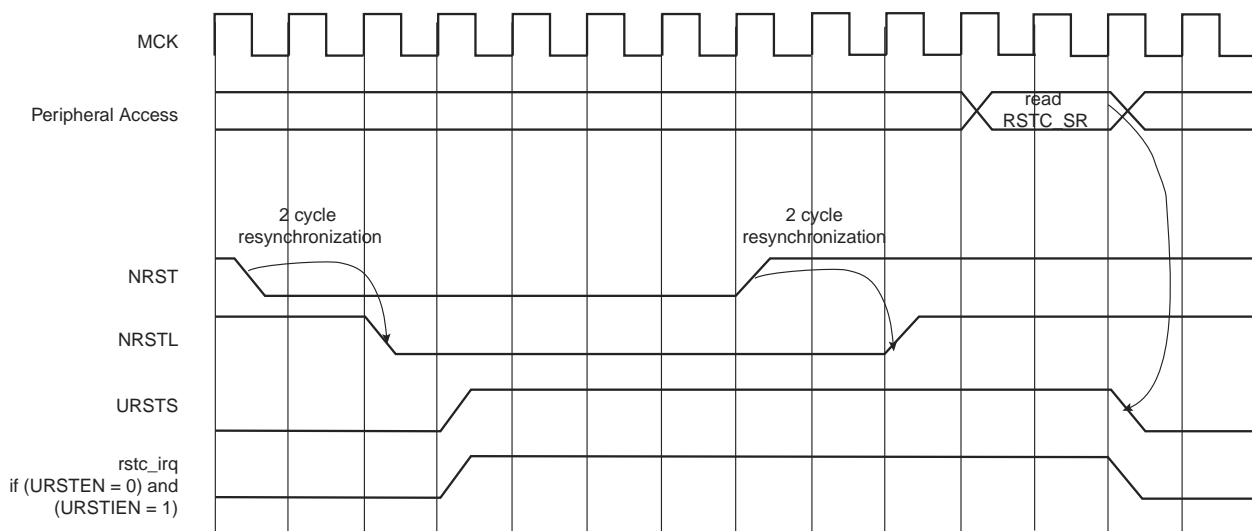 MCK
Peripheral Access
read
RSTC_SR
2 cycle
resynchronization
2 cycle
resynchronization
NRST
NRSTL
URSTS
rstc_irq
if (URSTEN = 0) and
(URSTIEN = 1)